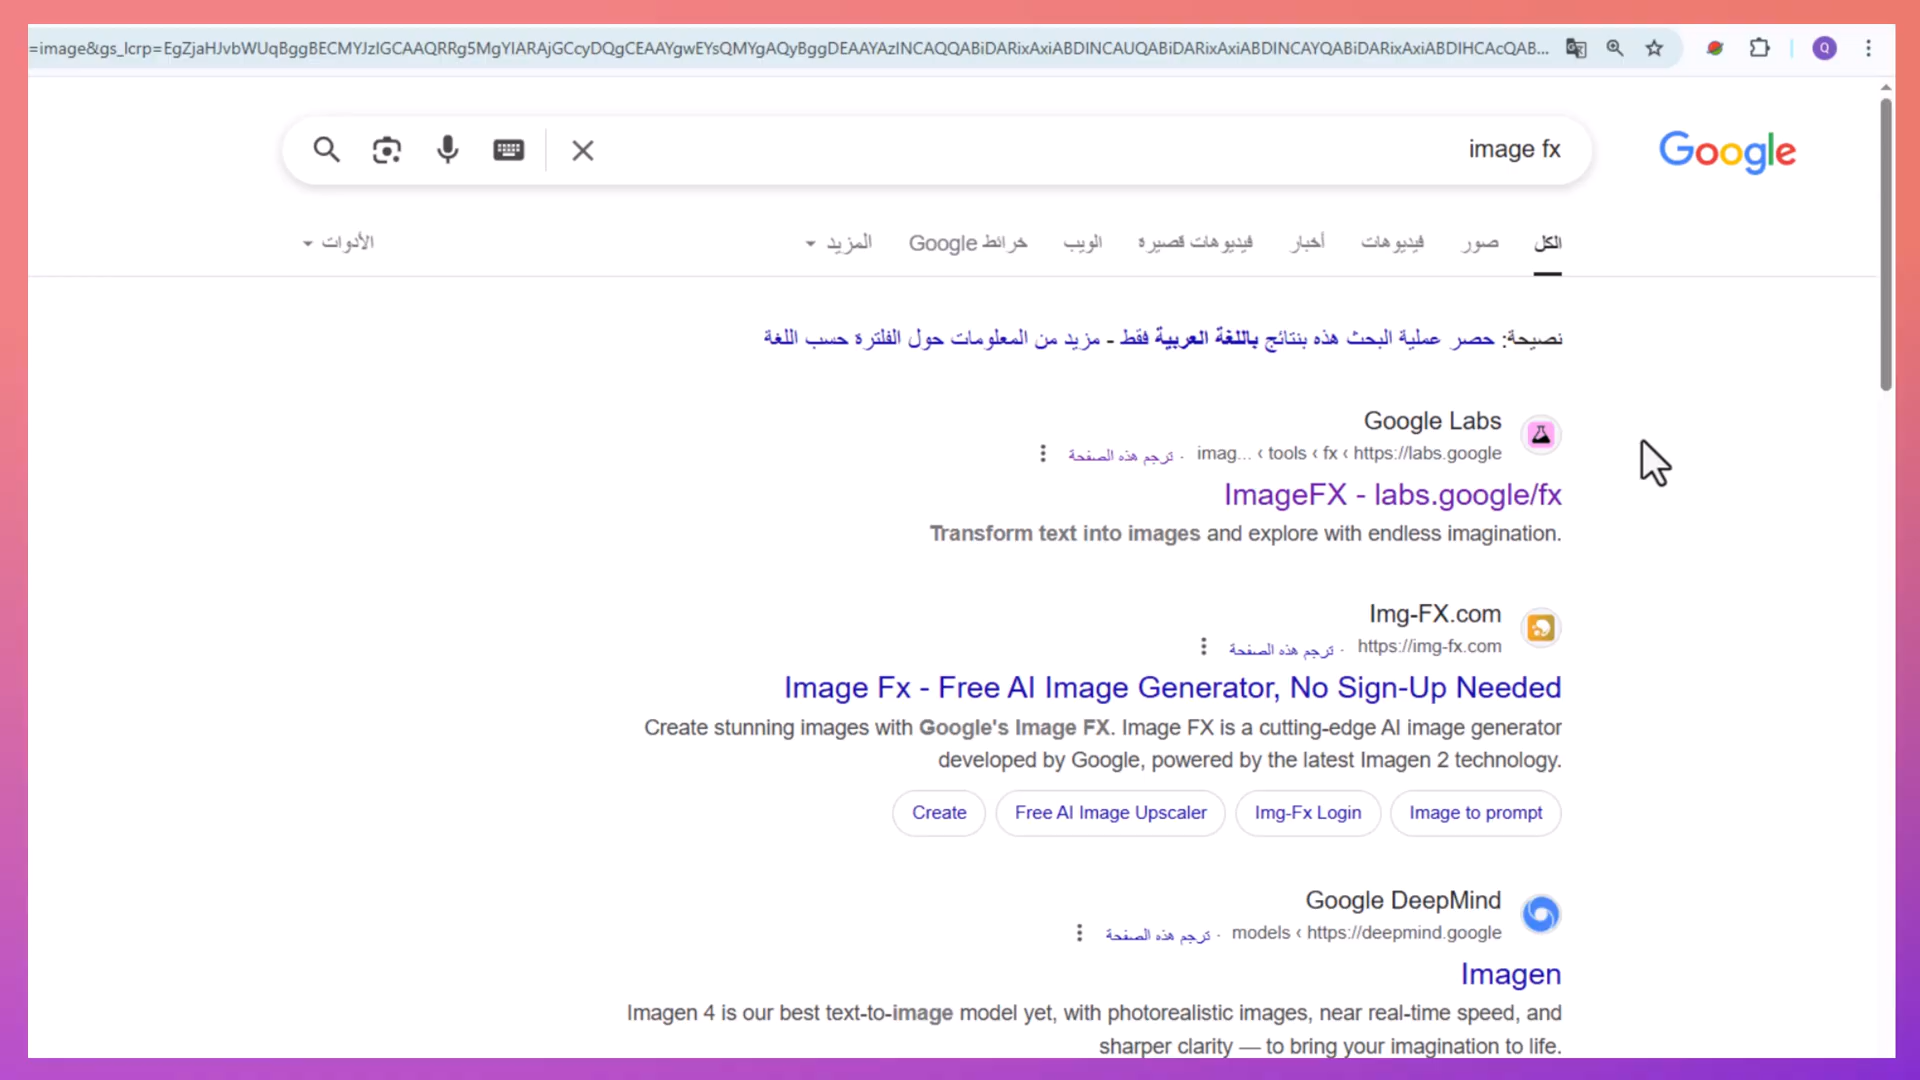 =image&gs_lcrp=EgZjaHJvbWUqBggBECMYJzIGCAAQRRg5MgYIARAjGCcyDQgCEAAYgwEYsQMYgAQyBggDEAAYAzINCAQQABiDARixAxiABDINCAUQABiDARixAxiABDINCAYQABiDARixAxiABDIHCAcQAB...
Q
image fx
Google
الكل
صور
فيديوهات
أخبار
فيديوهات قصيرة
الويب
خرائط Google
المزيد
الأدوات
نصيحة: حصر عملية البحث هذه بنتائج باللغة العربية فقط - مزيد من المعلومات حول الفلترة حسب اللغة
Google Labs
https://labs.google › fx › tools › imag... · ترجم هذه الصفحة
ImageFX - labs.google/fx
Transform text into images and explore with endless imagination.
Img-FX.com
https://img-fx.com · ترجم هذه الصفحة
Image Fx - Free AI Image Generator, No Sign-Up Needed
Create stunning images with Google's Image FX. Image FX is a cutting-edge AI image generator
developed by Google, powered by the latest Imagen 2 technology.
Create
Free AI Image Upscaler
Img-Fx Login
Image to prompt
Google DeepMind
https://deepmind.google › models · ترجم هذه الصفحة
Imagen
Imagen 4 is our best text-to-image model yet, with photorealistic images, near real-time speed, and
sharper clarity — to bring your imagination to life.